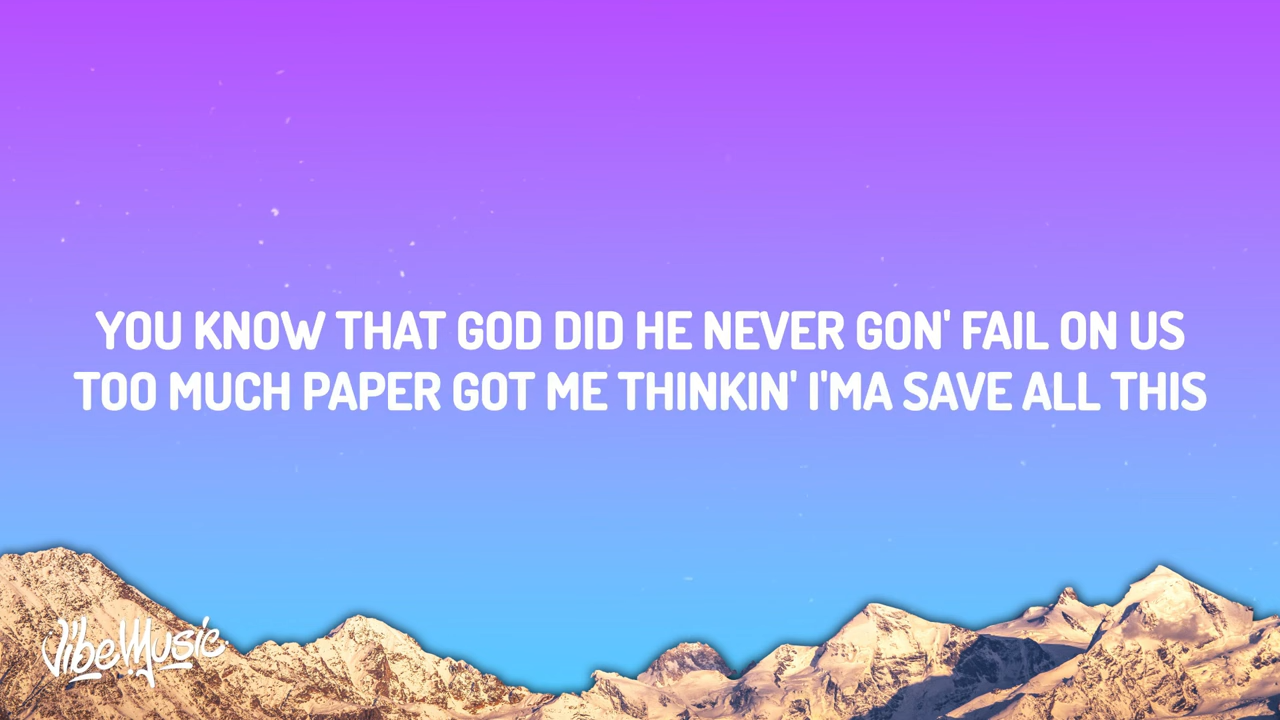 YOU KNOW THAT GOD DID HE NEVER GON' FAIL ON US
TOO MUCH PAPER GOT ME THINKIN' I'MA SAVE ALL THIS
VibeMusic